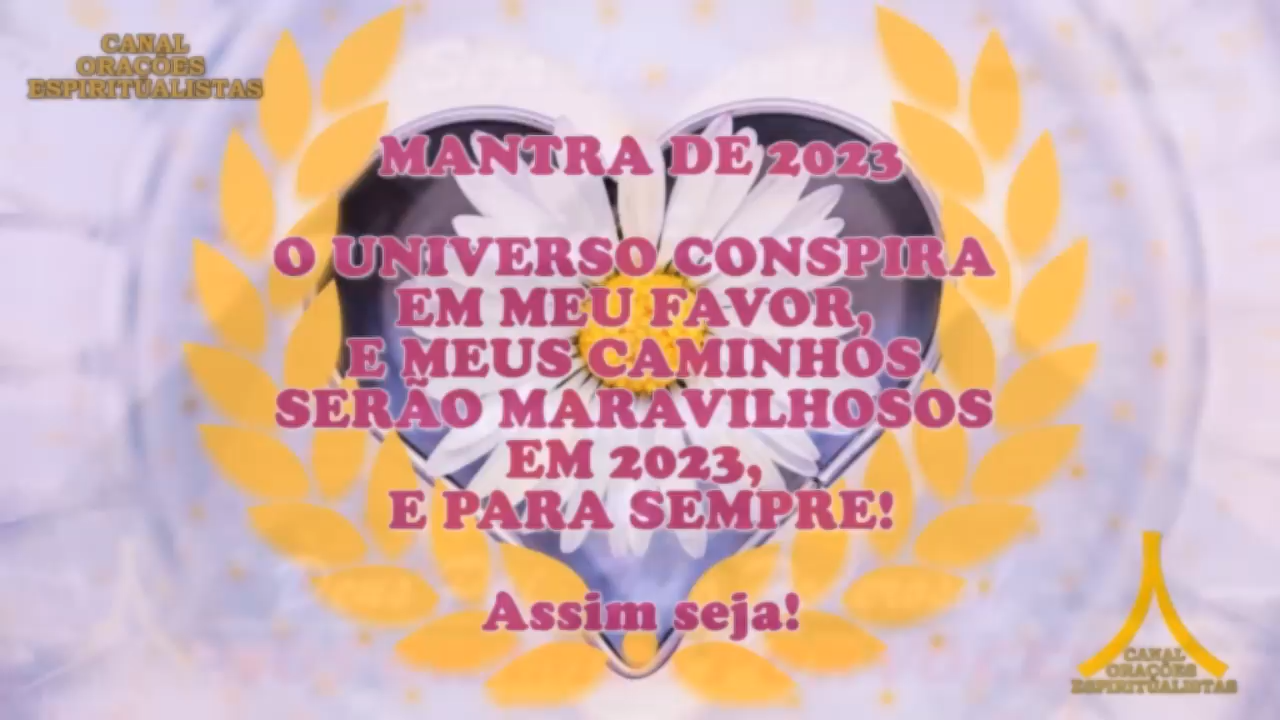 CANAL
ORAÇÕES
ESPIRITUALISTAS
MANTRA DE 2023
O UNIVERSO CONSPIRA
EM MEU FAVOR,
E MEUS CAMINHOS
SERÃO MARAVILHOSOS
EM 2023,
E PARA SEMPRE!
Assim seja!
CANAL
ORAÇÕES
ESPIRITUALISTAS